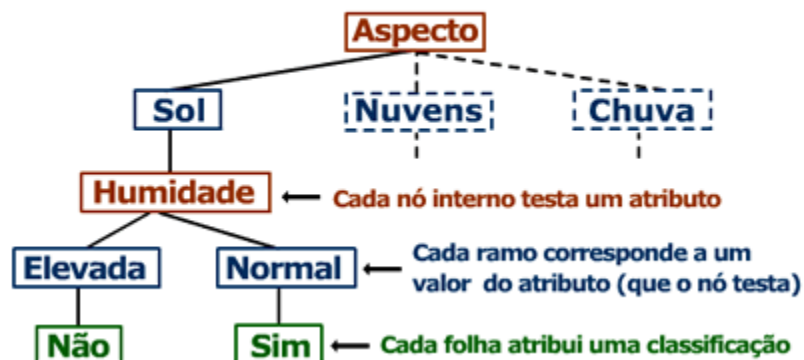 Aspecto
Sol
Nuvens
Chuva
Humidade
Cada nó interno testa um atributo
Elevada
Normal
Cada ramo corresponde a um
valor do atributo (que o nó testa)
Não
Sim
Cada folha atribui uma classificação